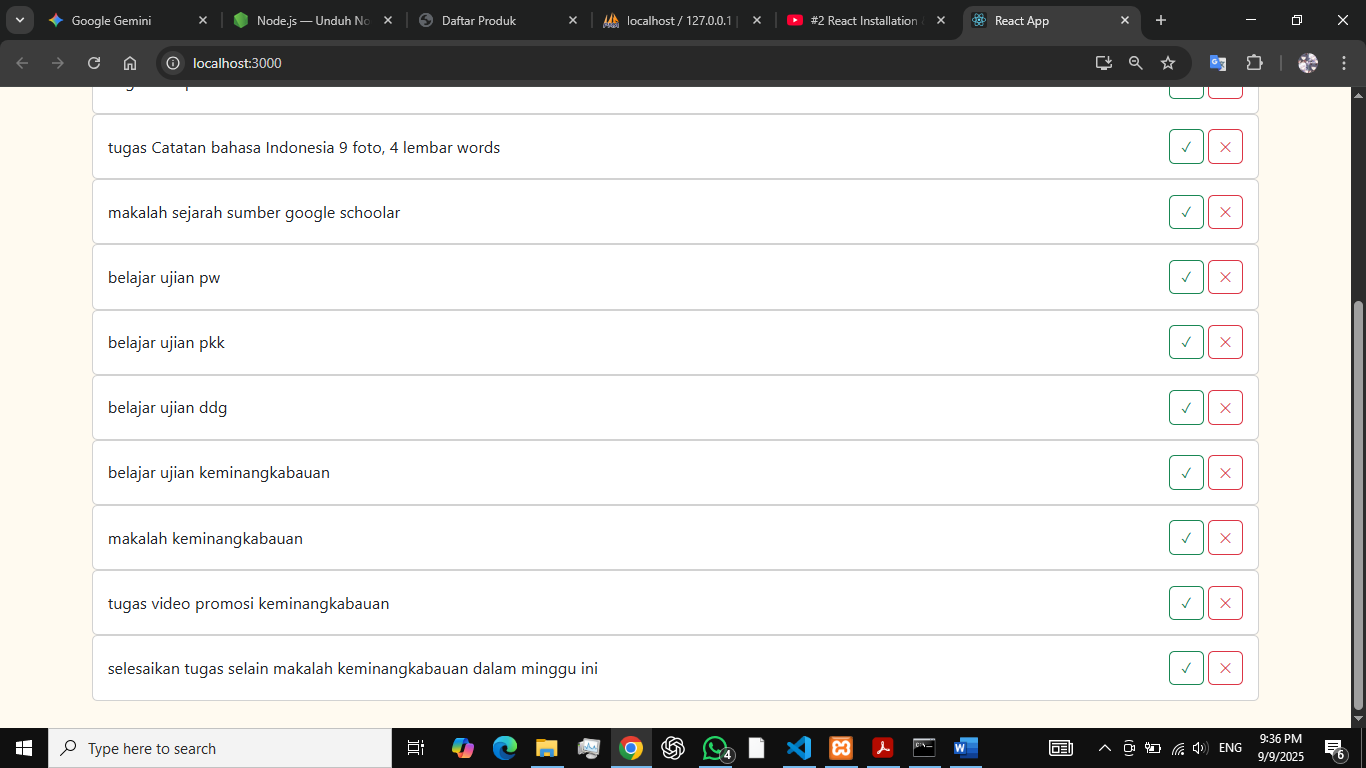 Google Gemini
Node.js — Unduh No
Daftar Produk
localhost / 127.0.0.1 |
#2 React Installation
React App
localhost:3000
tugas Catatan bahasa Indonesia 9 foto, 4 lembar words
makalah sejarah sumber google schoolar
belajar ujian pw
belajar ujian pkk
belajar ujian ddg
belajar ujian keminangkabauan
makalah keminangkabauan
tugas video promosi keminangkabauan
selesaikan tugas selain makalah keminangkabauan dalam minggu ini
Type here to search
4
ENG
9:36 PM
9/9/2025
6